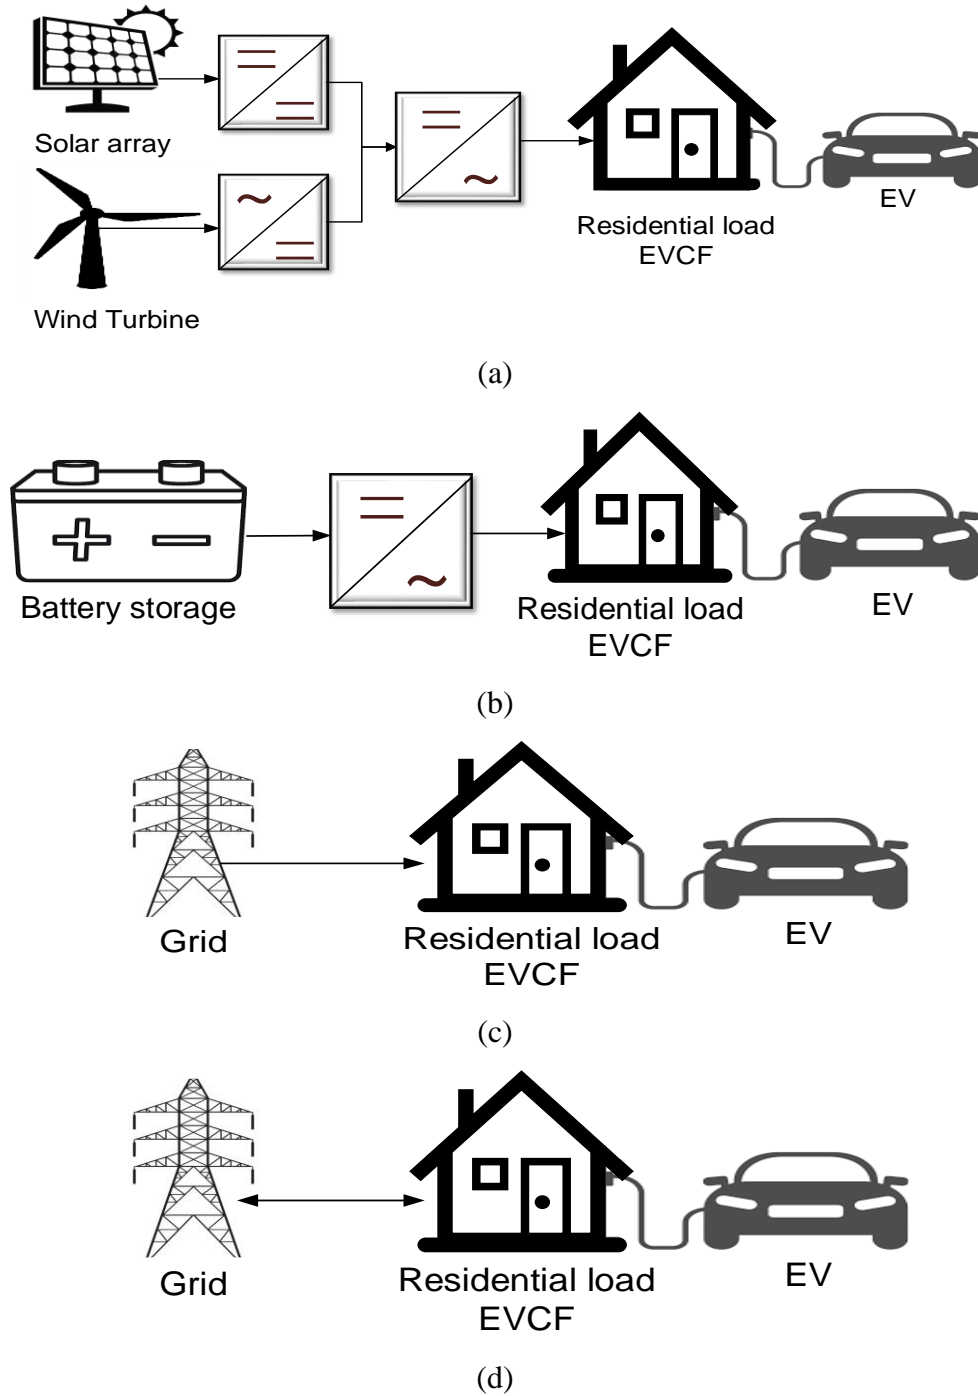 Solar array
Wind Turbine
Residential load
EVCF
EV
(a)
Battery storage
Residential load
EVCF
EV
(b)
Grid
Residential load
EVCF
EV
(c)
Grid
Residential load
EVCF
EV
(d)